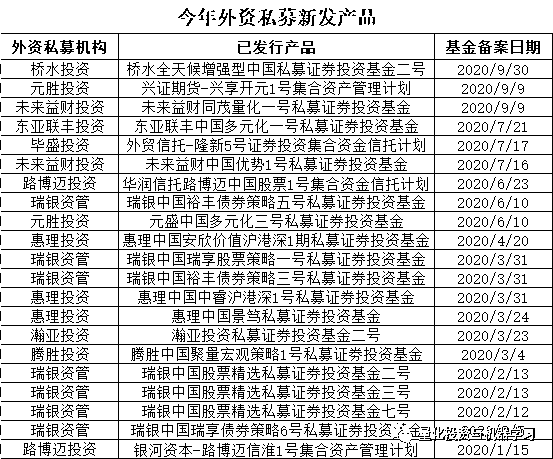 今年外资私募新发产品
外资私募机构 已发行产品 基金备案日期
桥水投资 桥水全天候增强型中国私募证券投资基金二号 2020/9/30
元胜投资 兴证期货-兴享开元1号集合资产管理计划 2020/9/9
未来益财投资 未来益财同茂量化一号私募证券投资基金 2020/9/9
东亚联丰投资 东亚联丰中国多元化一号私募证券投资基金 2020/7/21
毕盛投资 外贸信托-隆新5号证券投资集合资金信托计划 2020/7/17
未来益财投资 未来益财中国优势1号私募证券投资基金 2020/7/16
路博迈投资 华润信托路博迈中国股票1号集合资金信托计划 2020/6/23
瑞银资管 瑞银中国裕丰债券策略五号私募证券投资基金 2020/6/10
元胜投资 元盛中国多元化三号私募证券投资基金 2020/6/10
惠理投资 惠理中国安欣价值沪港深1期私募证券投资基金 2020/4/20
瑞银资管 瑞银中国瑞享股票策略一号私募证券投资基金 2020/3/31
瑞银资管 瑞银中国裕丰债券策略三号私募证券投资基金 2020/3/31
惠理投资 惠理中国中睿沪港深1号私募证券投资基金 2020/3/31
惠理投资 惠理中国景笃私募证券投资基金 2020/3/24
瀚亚投资 瀚亚投资私募证券投资基金二号 2020/3/23
腾胜投资 腾胜中国聚量宏观策略1号私募证券投资基金 2020/3/4
瑞银资管 瑞银中国股票精选私募证券投资基金二号 2020/2/13
瑞银资管 瑞银中国股票精选私募证券投资基金三号 2020/2/13
瑞银资管 瑞银中国股票精选私募证券投资基金七号 2020/2/12
瑞银资管 瑞银中国瑞享债券策略6号私募证券投资基金
量化投资与机器学习
路博迈投资 银河资本-路博迈信淮1号集合资产管理计划 2020/1/15